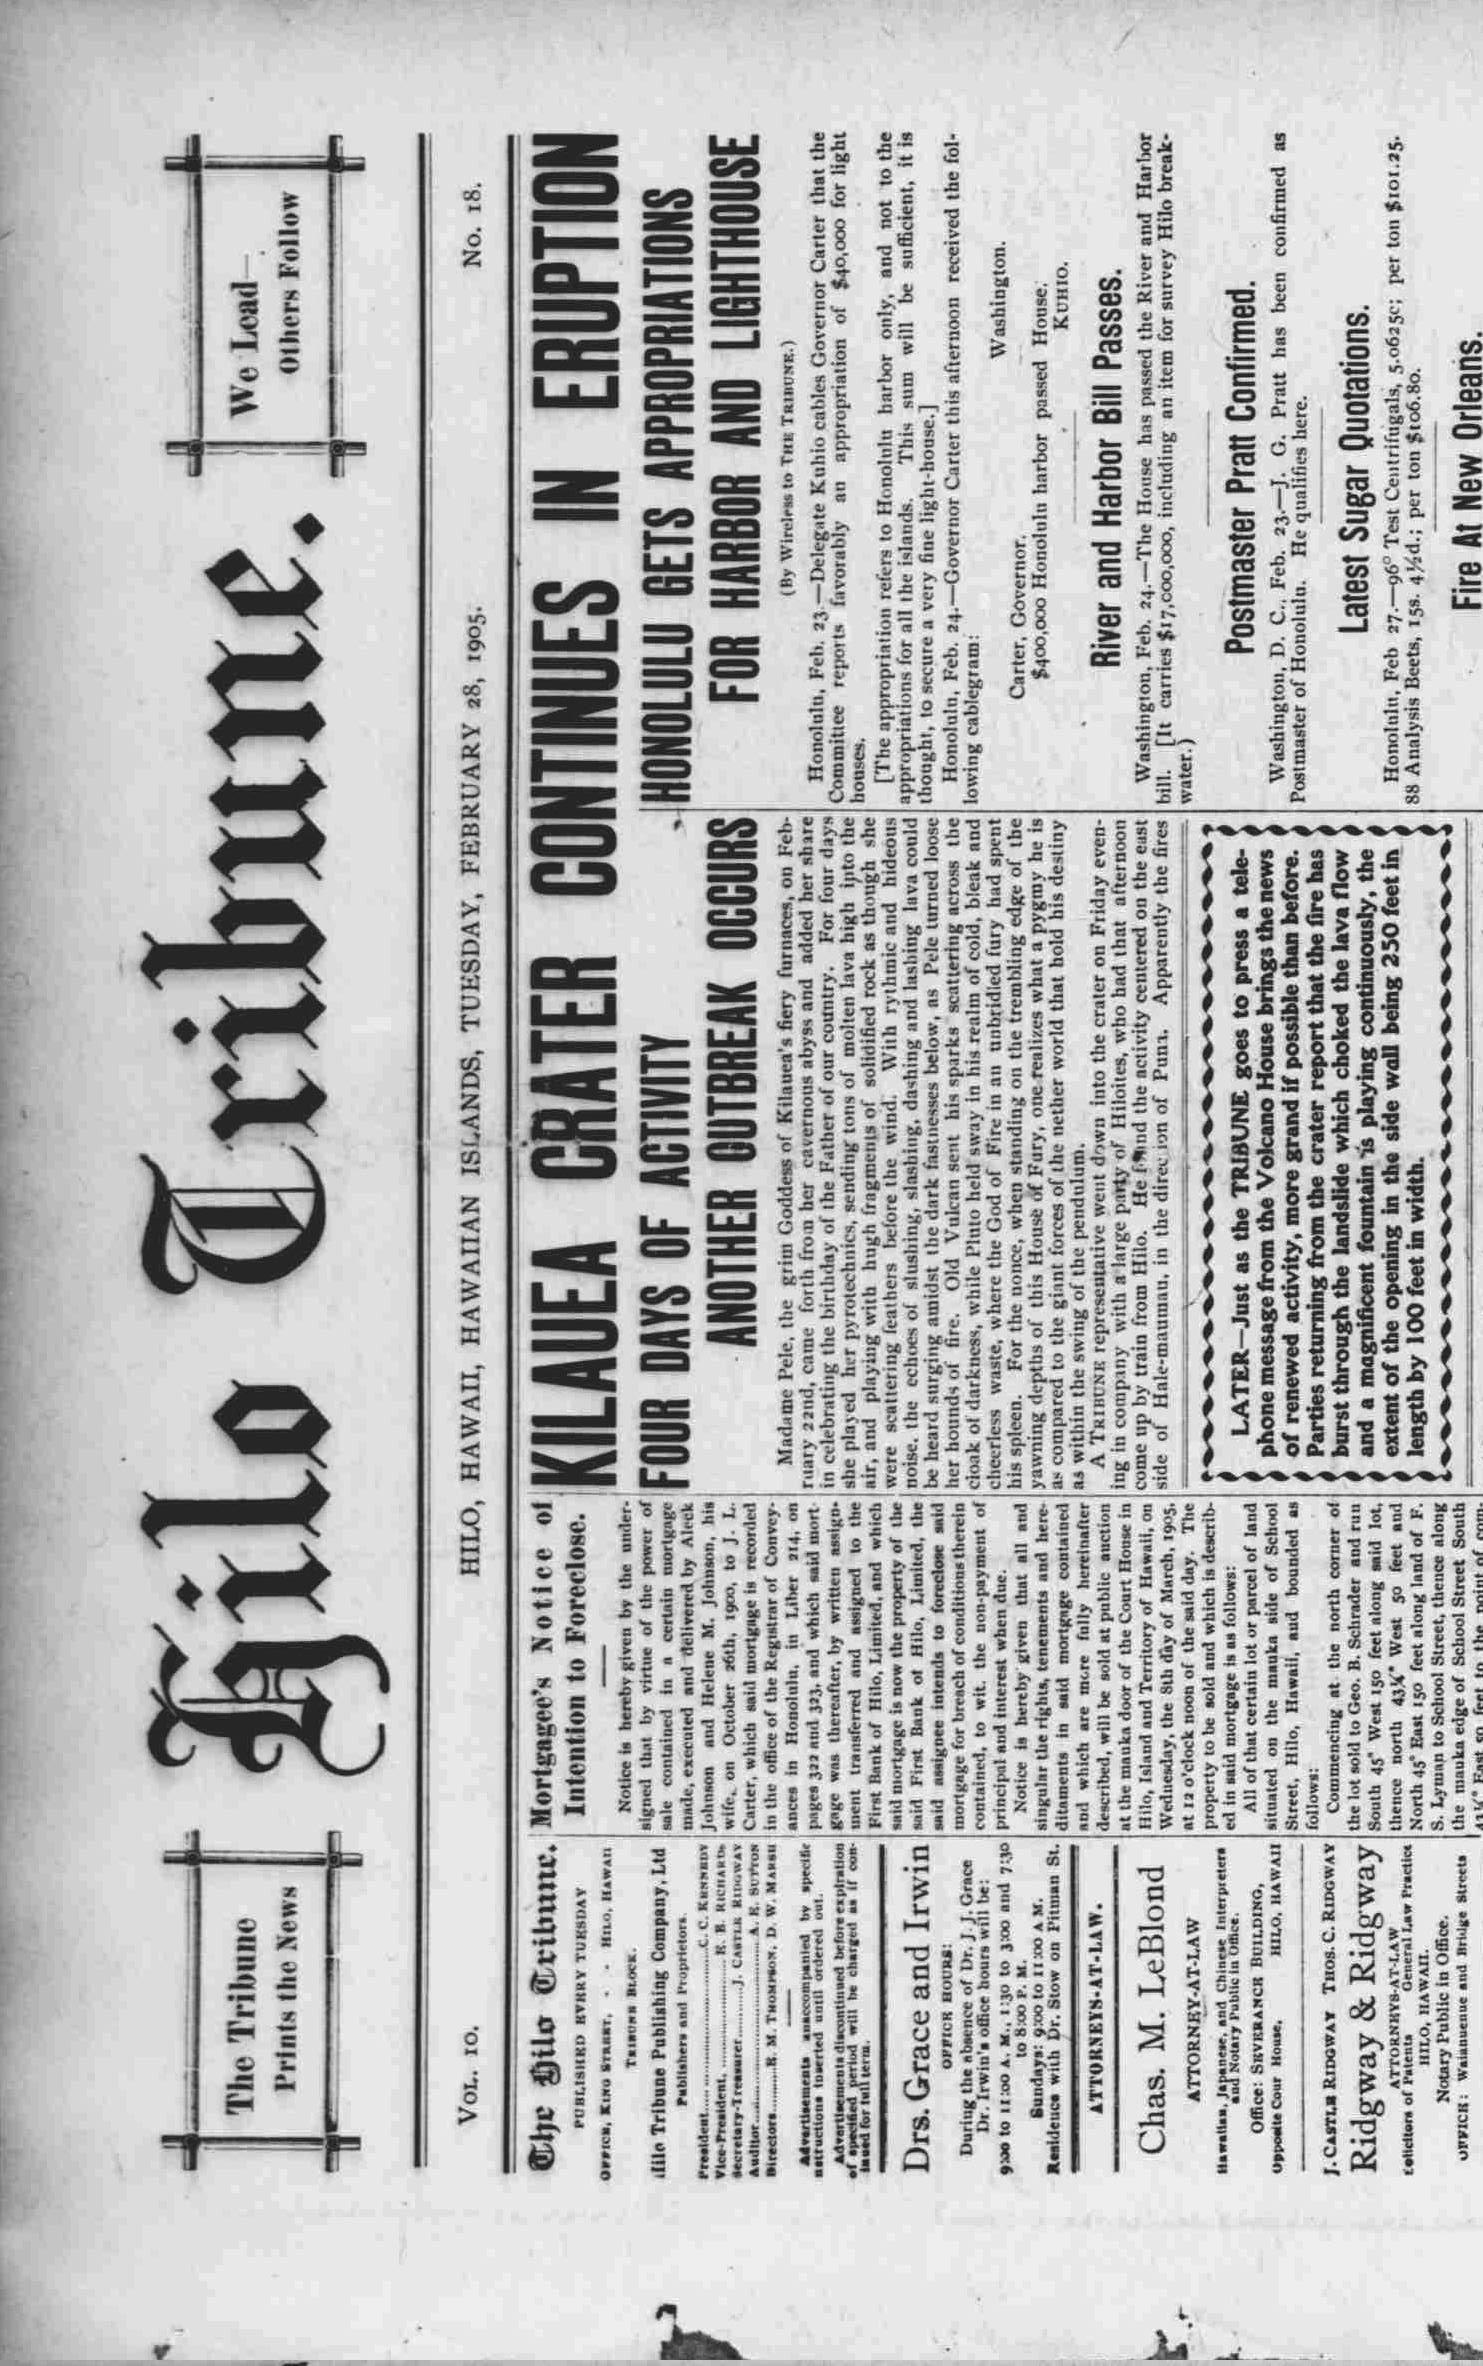 The Tribune
Prints the News
Hilo Tribune.
We Lead—
Others Follow
VOL. 10.
HILO, HAWAII, HAWAIIAN ISLANDS, TUESDAY, FEBRUARY 28, 1905.
No. 18.
The Hilo Tribune.
PUBLISHED EVERY TUESDAY
OFFICE, KING STREET, - - HILO, HAWAII
TRIBUNE BLOCK.
Hilo Tribune Publishing Company, Ltd
Publishers and Proprietors.
President......C. C. KENNEDY
Vice-President, ......E. E. RICHARDS
Secretary-Treasurer......J. CASTLE RIDGWAY
Auditor......A. E. SUTTON
Directors......R. M. THOMPSON, D. W. MARSH
Advertisements unaccompanied by specific
nstructions inserted until ordered out.
Advertisements discontinued before expiration
of specified period will be charged as if con-
inued for full term.
Drs. Grace and Irwin
OFFICE HOURS:
During the absence of Dr. J. J. Grace
Dr. Irwin's office hours will be:
9:00 to 11:00 A. M., 1:30 to 3:00 and 7:30
to 8:00 P. M.
Sundays: 9:00 to 11:00 A M.
Residence with Dr. Stow on Pitman St.
ATTORNEYS-AT-LAW.
Chas. M. LeBlond
ATTORNEY-AT-LAW
Hawaiian, Japanese, and Chinese Interpreters
and Notary Public in Office.
Office: SEVERANCE BUILDING,
Opposite Cour House, HILO, HAWAII
J. CASTLE RIDGWAY THOS. C. RIDGWAY
Ridgway & Ridgway
ATTORNEYS-AT-LAW
Solicitors of Patents General Law Practice
HILO, HAWAII.
Notary Public in Office.
OFFICE: Waianuenue and Bridge Streets
Mortgagee's Notice of
Intention to Foreclose.
Notice is hereby given by the under-
signed that by virtue of the power of
sale contained in a certain mortgage
made, executed and delivered by Aleck
Johnson and Helene M. Johnson, his
wife, on October 26th, 1900, to J. L.
Carter, which said mortgage is recorded
in the office of the Registrar of Convey-
ances in Honolulu, in Liber 214, on
pages 322 and 323, and which said mort-
gage was thereafter, by written assign-
ment transferred and assigned to the
First Bank of Hilo, Limited, and which
said mortgage is now the property of the
said First Bank of Hilo, Limited, the
said assignee intends to foreclose said
mortgage for breach of conditions therein
contained, to wit, the non-payment of
principal and interest when due.
Notice is hereby given that all and
singular the rights, tenements and here-
ditaments in said mortgage contained
and which are more fully hereinafter
described, will be sold at public auction
at the mauka door of the Court House in
Hilo, Island and Territory of Hawaii, on
Wednesday, the 8th day of March, 1905,
at 12 o'clock noon of the said day. The
property to be sold and which is describ-
ed in said mortgage is as follows:
All of that certain lot or parcel of land
situated on the mauka side of School
Street, Hilo, Hawaii, and bounded as
follows:
Commencing at the north corner of
the lot sold to Geo. B. Schrader and run
South 45° West 150 feet along said lot,
thence north 43¾° West 50 feet and
North 45° East 150 feet along land of F.
S. Lyman to School Street, thence along
the mauka edge of School Street South
KILAUEA CRATER CONTINUES IN ERUPTION
FOUR DAYS OF ACTIVITY
ANOTHER OUTBREAK OCCURS
Madame Pele, the grim Goddess of Kilauea's fiery furnaces, on Feb-
ruary 22nd, came forth from her cavernous abyss and added her share
in celebrating the birthday of the Father of our country. For four days
she played her pyrotechnics, sending tons of molten lava high into the
air, and playing with hugh fragments of solidified rock as though she
were scattering feathers before the wind. With rythmic and hideous
noise, the echoes of slushing, slashing, dashing and lashing lava could
be heard surging amidst the dark fastnesses below, as Pele turned loose
her hounds of fire. Old Vulcan sent his sparks scattering across the
cloak of darkness, while Pluto held sway in his realm of cold, bleak and
cheerless waste, where the God of Fire in an unbridled fury had spent
his spleen. For the nonce, when standing on the trembling edge of the
yawning depths of this House of Fury, one realizes what a pygmy he is
as compared to the giant forces of the nether world that hold his destiny
as within the swing of the pendulum.
A TRIBUNE representative went down into the crater on Friday even-
ing in company with a large party of Hiloites, who had that afternoon
come up by train from Hilo. He found the activity centered on the east
side of Hale-maumau, in the direction of Puna. Apparently the fires
LATER—Just as the TRIBUNE goes to press a tele-
phone message from the Volcano House brings the news
of renewed activity, more grand if possible than before.
Parties returning from the crater report that the fire has
burst through the landslide which choked the lava flow
and a magnificent fountain is playing continuously, the
extent of the opening in the side wall being 250 feet in
length by 100 feet in width.
HONOLULU GETS APPROPRIATIONS
FOR HARBOR AND LIGHTHOUSE
(By Wireless to THE TRIBUNE.)
Honolulu, Feb. 23.—Delegate Kuhio cables Governor Carter that the
Committee reports favorably an appropriation of $40,000 for light
houses.
[The appropriation refers to Honolulu harbor only, and not to the
appropriations for all the islands. This sum will be sufficient, it is
thought, to secure a very fine light-house.]
Honolulu, Feb. 24.—Governor Carter this afternoon received the fol-
lowing cablegram:
Washington.
Carter, Governor,
$400,000 Honolulu harbor passed House.
KUHIO.
River and Harbor Bill Passes.
Washington, Feb. 24.—The House has passed the River and Harbor
bill. [It carries $17,000,000, including an item for survey Hilo break-
water.)
Postmaster Pratt Confirmed.
Washington, D. C., Feb. 23.—J. G. Pratt has been confirmed as
Postmaster of Honolulu. He qualifies here.
Latest Sugar Quotations.
Honolulu, Feb 27.—96° Test Centrifugals, 5.0625c; per ton $101.25.
88 Analysis Beets, 15s. 4½d.; per ton $106.80.
Fire At New Orleans.